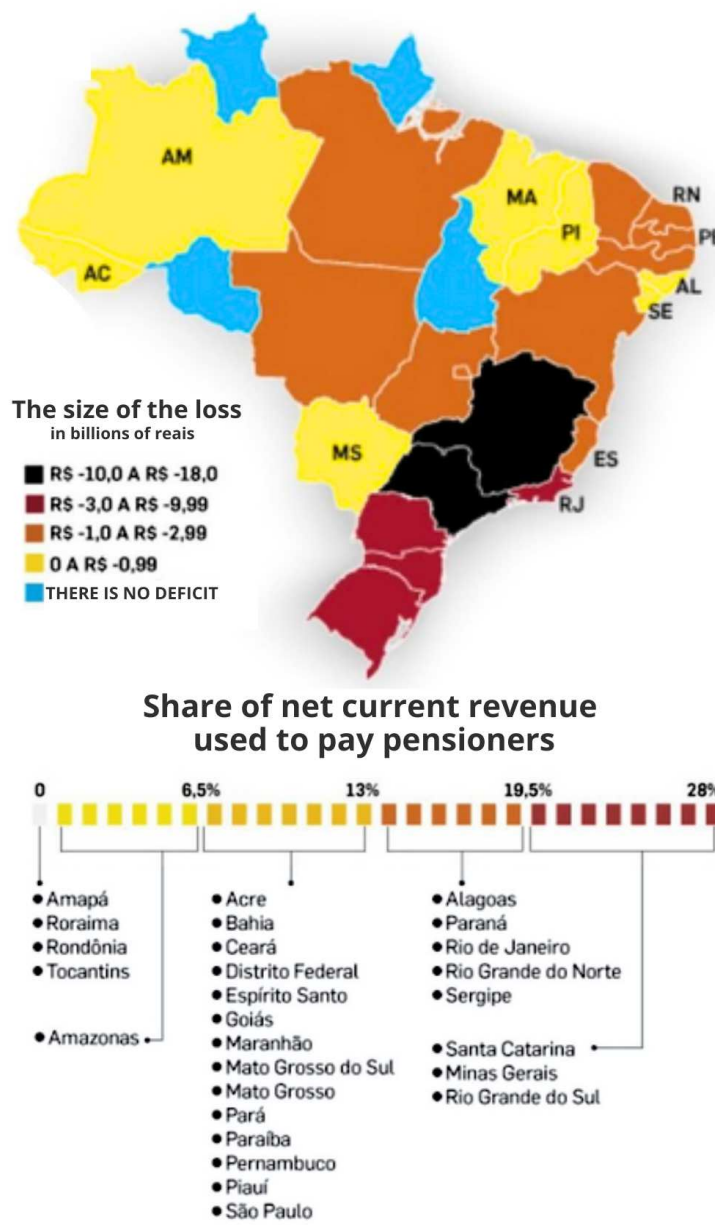 AM
MA
PI
RN
AC
AL
SE
The size of the loss
in billions of reais
MS
ES
RJ
R$ -10,0 A R$ -18,0
R$ -3,0 A R$ -9,99
R$ -1,0 A R$ -2,99
0 A R$ -0,99
THERE IS NO DEFICIT
Share of net current revenue
used to pay pensioners
0 6,5% 13% 19,5% 28%
Amapá
Roraima
Rondônia
Tocantins
Amazonas
Acre
Bahia
Ceará
Distrito Federal
Espírito Santo
Goiás
Maranhão
Mato Grosso do Sul
Mato Grosso
Pará
Paraíba
Pernambuco
Piauí
São Paulo
Alagoas
Paraná
Rio de Janeiro
Rio Grande do Norte
Sergipe
Santa Catarina
Minas Gerais
Rio Grande do Sul